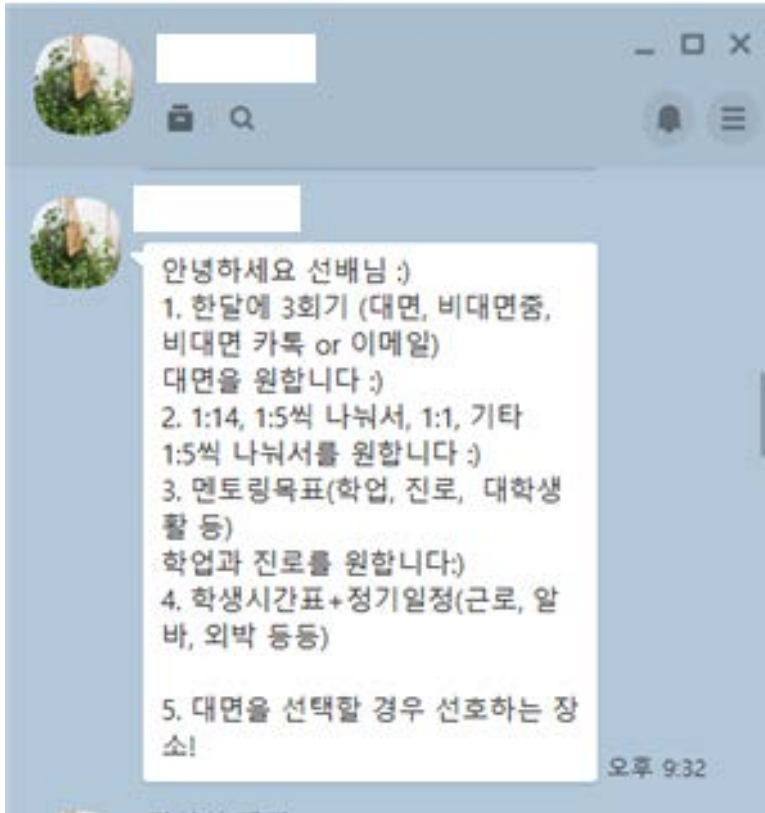 안녕하세요 선배님 :)
1. 한달에 3회기 (대면, 비대면중,
비대면 카톡 or 이메일)
대면을 원합니다 :)
2. 1:14, 1:5씩 나눠서, 1:1, 기타
1:5씩 나눠서를 원합니다 :)
3. 멘토링목표(학업, 진로, 대학생
활 등)
학업과 진로를 원합니다:)
4. 학생시간표+정기일정(근로, 알
바, 외박 등등)
5. 대면을 선택할 경우 선호하는 장
소!
오후 9:32